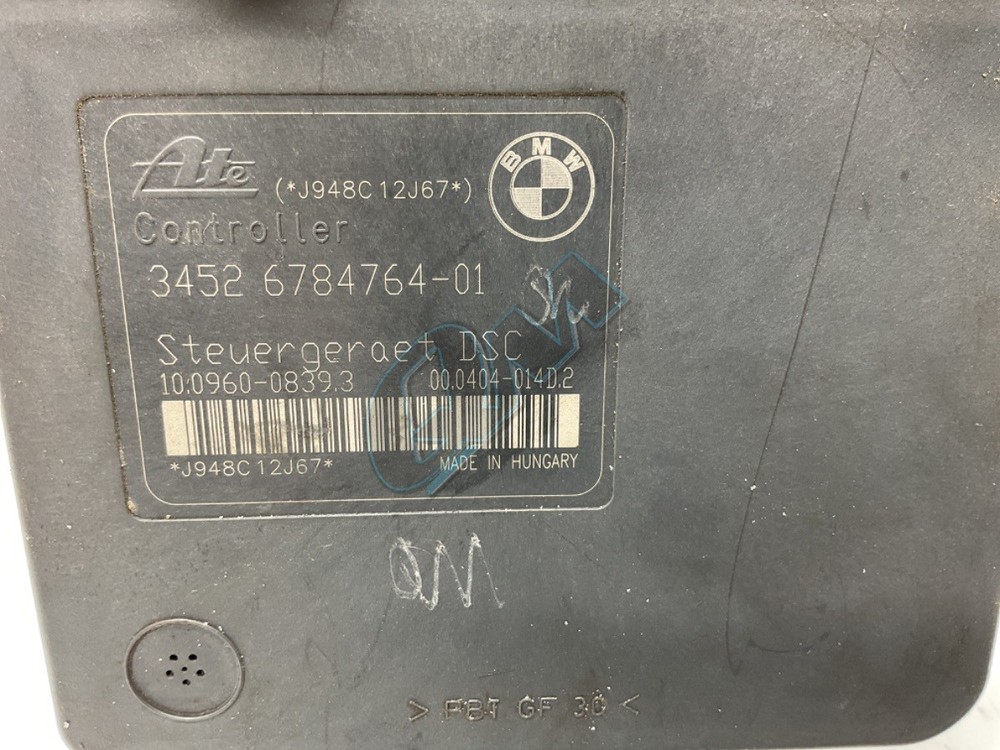 Ate (*J948C12J67*) BMW
Controller
3452 6784764-01
Steuergeraet DSC
10.0960-0839.3 00.0404-014D.2
*J948C12J67* MADE IN HUNGARY
> PBT GF 30 <